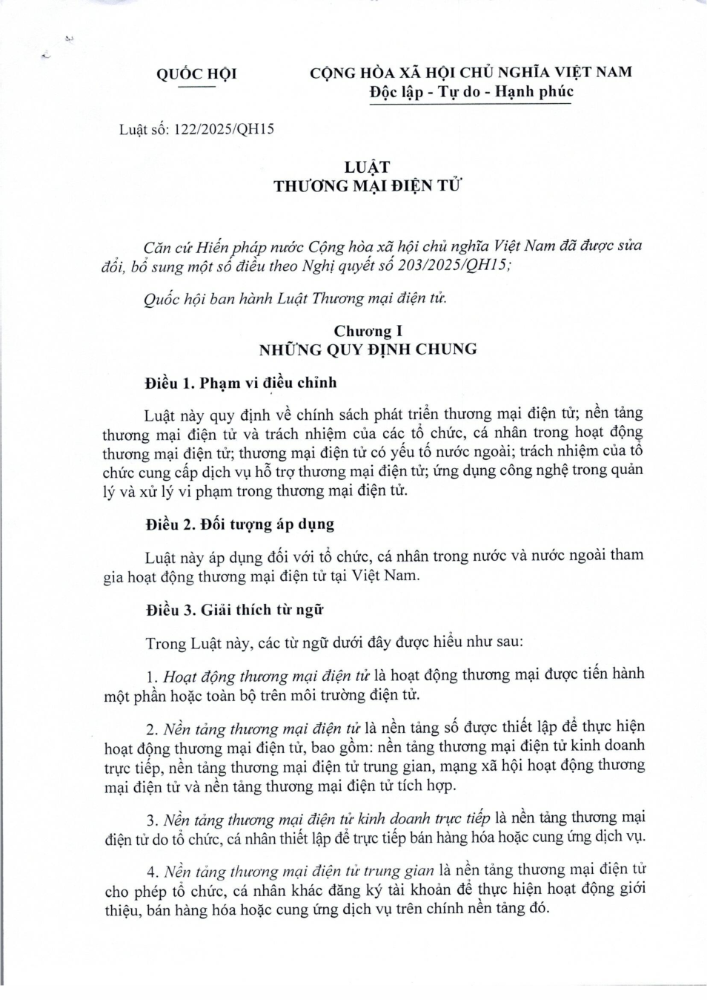 QUỐC HỘI
CỘNG HÒA XÃ HỘI CHỦ NGHĨA VIỆT NAM
Độc lập - Tự do - Hạnh phúc
Luật số: 122/2025/QH15
LUẬT
THƯƠNG MẠI ĐIỆN TỬ
Căn cứ Hiến pháp nước Cộng hòa xã hội chủ nghĩa Việt Nam đã được sửa
đổi, bổ sung một số điều theo Nghị quyết số 203/2025/QH15;
Quốc hội ban hành Luật Thương mại điện tử.
Chương I
NHỮNG QUY ĐỊNH CHUNG
Điều 1. Phạm vi điều chỉnh
Luật này quy định về chính sách phát triển thương mại điện tử; nền tảng
thương mại điện tử và trách nhiệm của các tổ chức, cá nhân trong hoạt động
thương mại điện tử; thương mại điện tử có yếu tố nước ngoài; trách nhiệm của tổ
chức cung cấp dịch vụ hỗ trợ thương mại điện tử; ứng dụng công nghệ trong quản
lý và xử lý vi phạm trong thương mại điện tử.
Điều 2. Đối tượng áp dụng
Luật này áp dụng đối với tổ chức, cá nhân trong nước và nước ngoài tham
gia hoạt động thương mại điện tử tại Việt Nam.
Điều 3. Giải thích từ ngữ
Trong Luật này, các từ ngữ dưới đây được hiểu như sau:
1. Hoạt động thương mại điện tử là hoạt động thương mại được tiến hành
một phần hoặc toàn bộ trên môi trường điện tử.
2. Nền tảng thương mại điện tử là nền tảng số được thiết lập để thực hiện
hoạt động thương mại điện tử, bao gồm: nền tảng thương mại điện tử kinh doanh
trực tiếp, nền tảng thương mại điện tử trung gian, mạng xã hội hoạt động thương
mại điện tử và nền tảng thương mại điện tử tích hợp.
3. Nền tảng thương mại điện tử kinh doanh trực tiếp là nền tảng thương mại
điện tử do tổ chức, cá nhân thiết lập để trực tiếp bán hàng hóa hoặc cung ứng dịch vụ.
4. Nền tảng thương mại điện tử trung gian là nền tảng thương mại điện tử
cho phép tổ chức, cá nhân khác đăng ký tài khoản để thực hiện hoạt động giới
thiệu, bán hàng hóa hoặc cung ứng dịch vụ trên chính nền tảng đó.